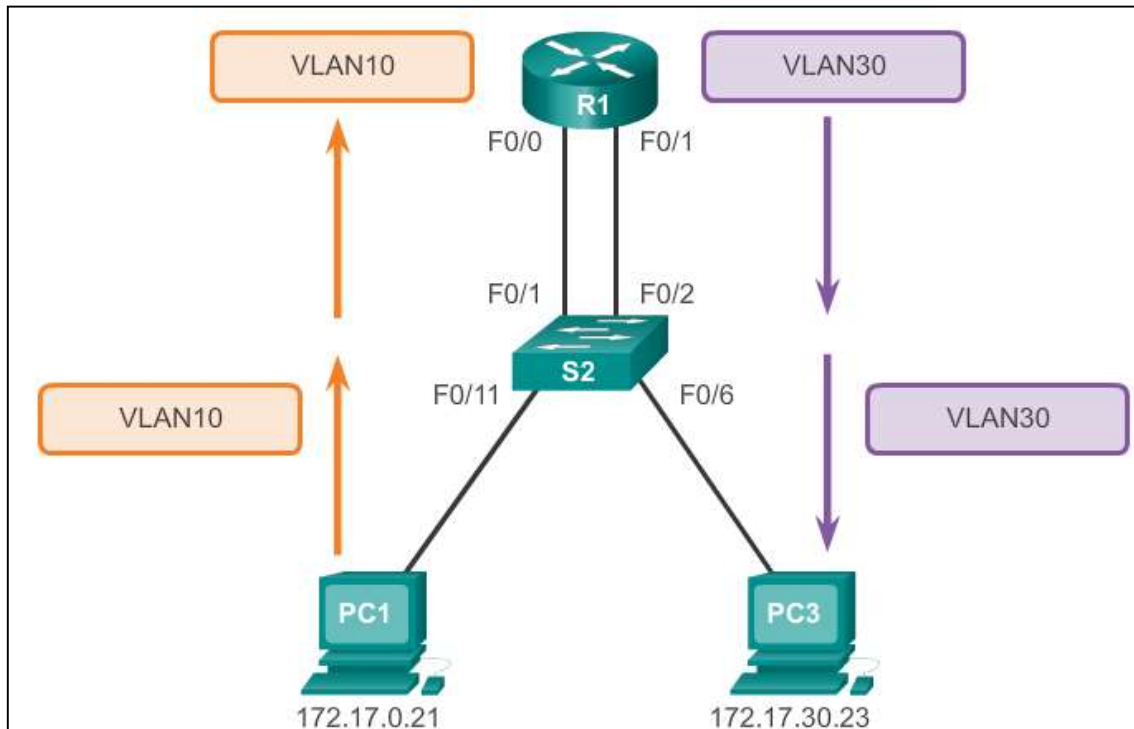 VLAN10
VLAN30
R1
F0/0
F0/1
F0/1
F0/2
S2
F0/11
F0/6
VLAN10
VLAN30
PC1
PC3
172.17.0.21
172.17.30.23